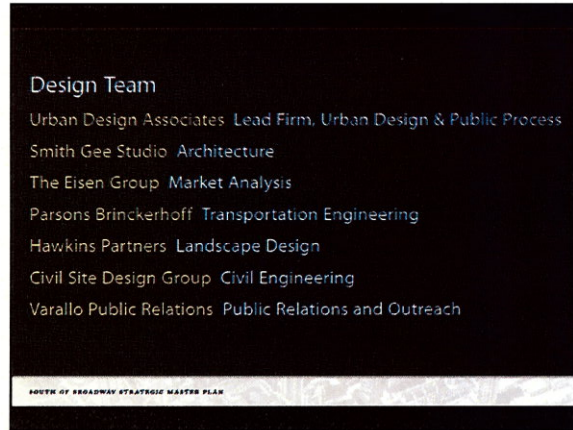 Design Team
Urban Design Associates Lead Firm, Urban Design & Public Process
Smith Gee Studio Architecture
The Eisen Group Market Analysis
Parsons Brinckerhoff Transportation Engineering
Hawkins Partners Landscape Design
Civil Site Design Group Civil Engineering
Varallo Public Relations Public Relations and Outreach
SOUTH OF BROADWAY STRATEGIC MASTER PLAN